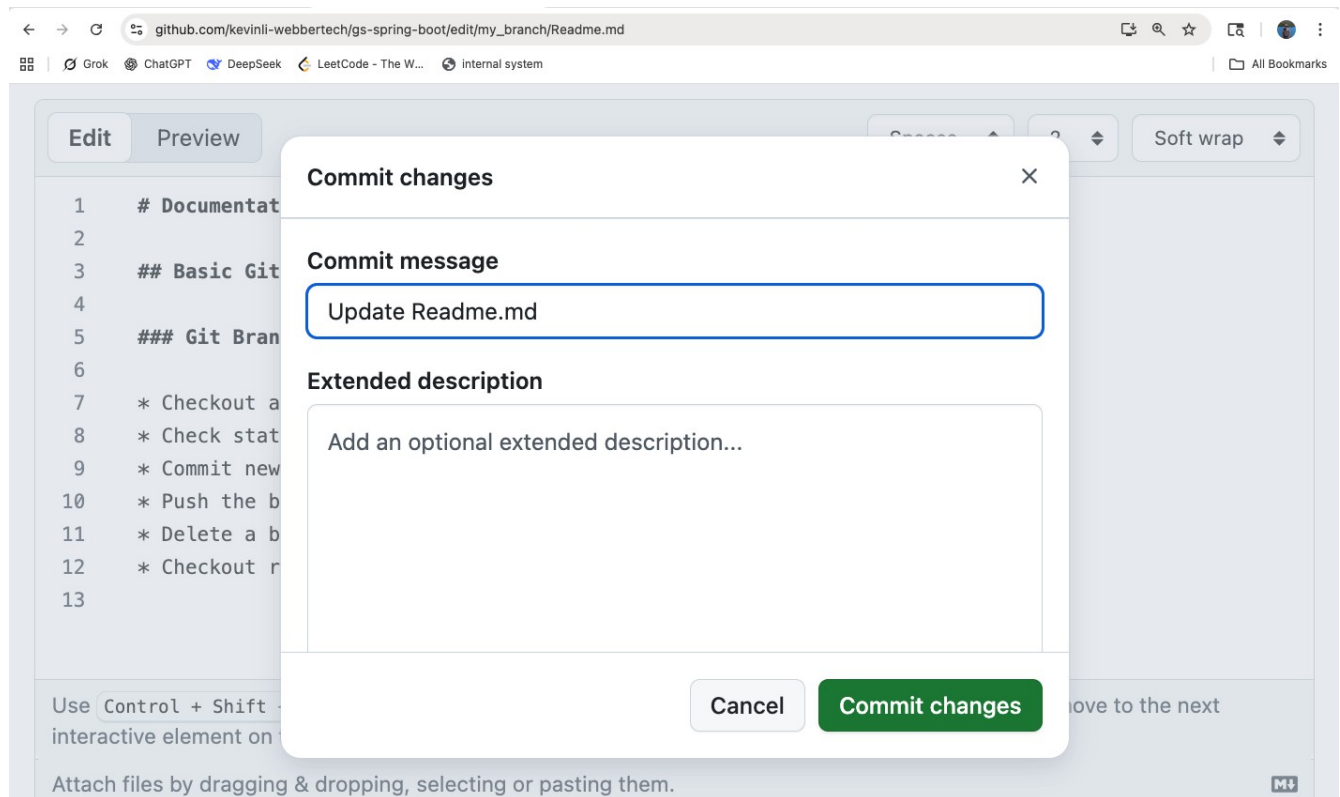 github.com/kevinli-webbertech/gs-spring-boot/edit/my_branch/Readme.md
Grok ChatGPT DeepSeek LeetCode - The W... internal system All Bookmarks
Edit Preview Spaces 2 Soft wrap
Commit changes
1 # Documentat
2
3 ## Basic Git
4
5 ### Git Bran
6
7 * Checkout a
8 * Check stat
9 * Commit new
10 * Push the b
11 * Delete a b
12 * Checkout r
13
Commit message
Update Readme.md
Extended description
Add an optional extended description...
Cancel Commit changes
Use Control + Shift ove to the next
interactive element on
Attach files by dragging & dropping, selecting or pasting them.